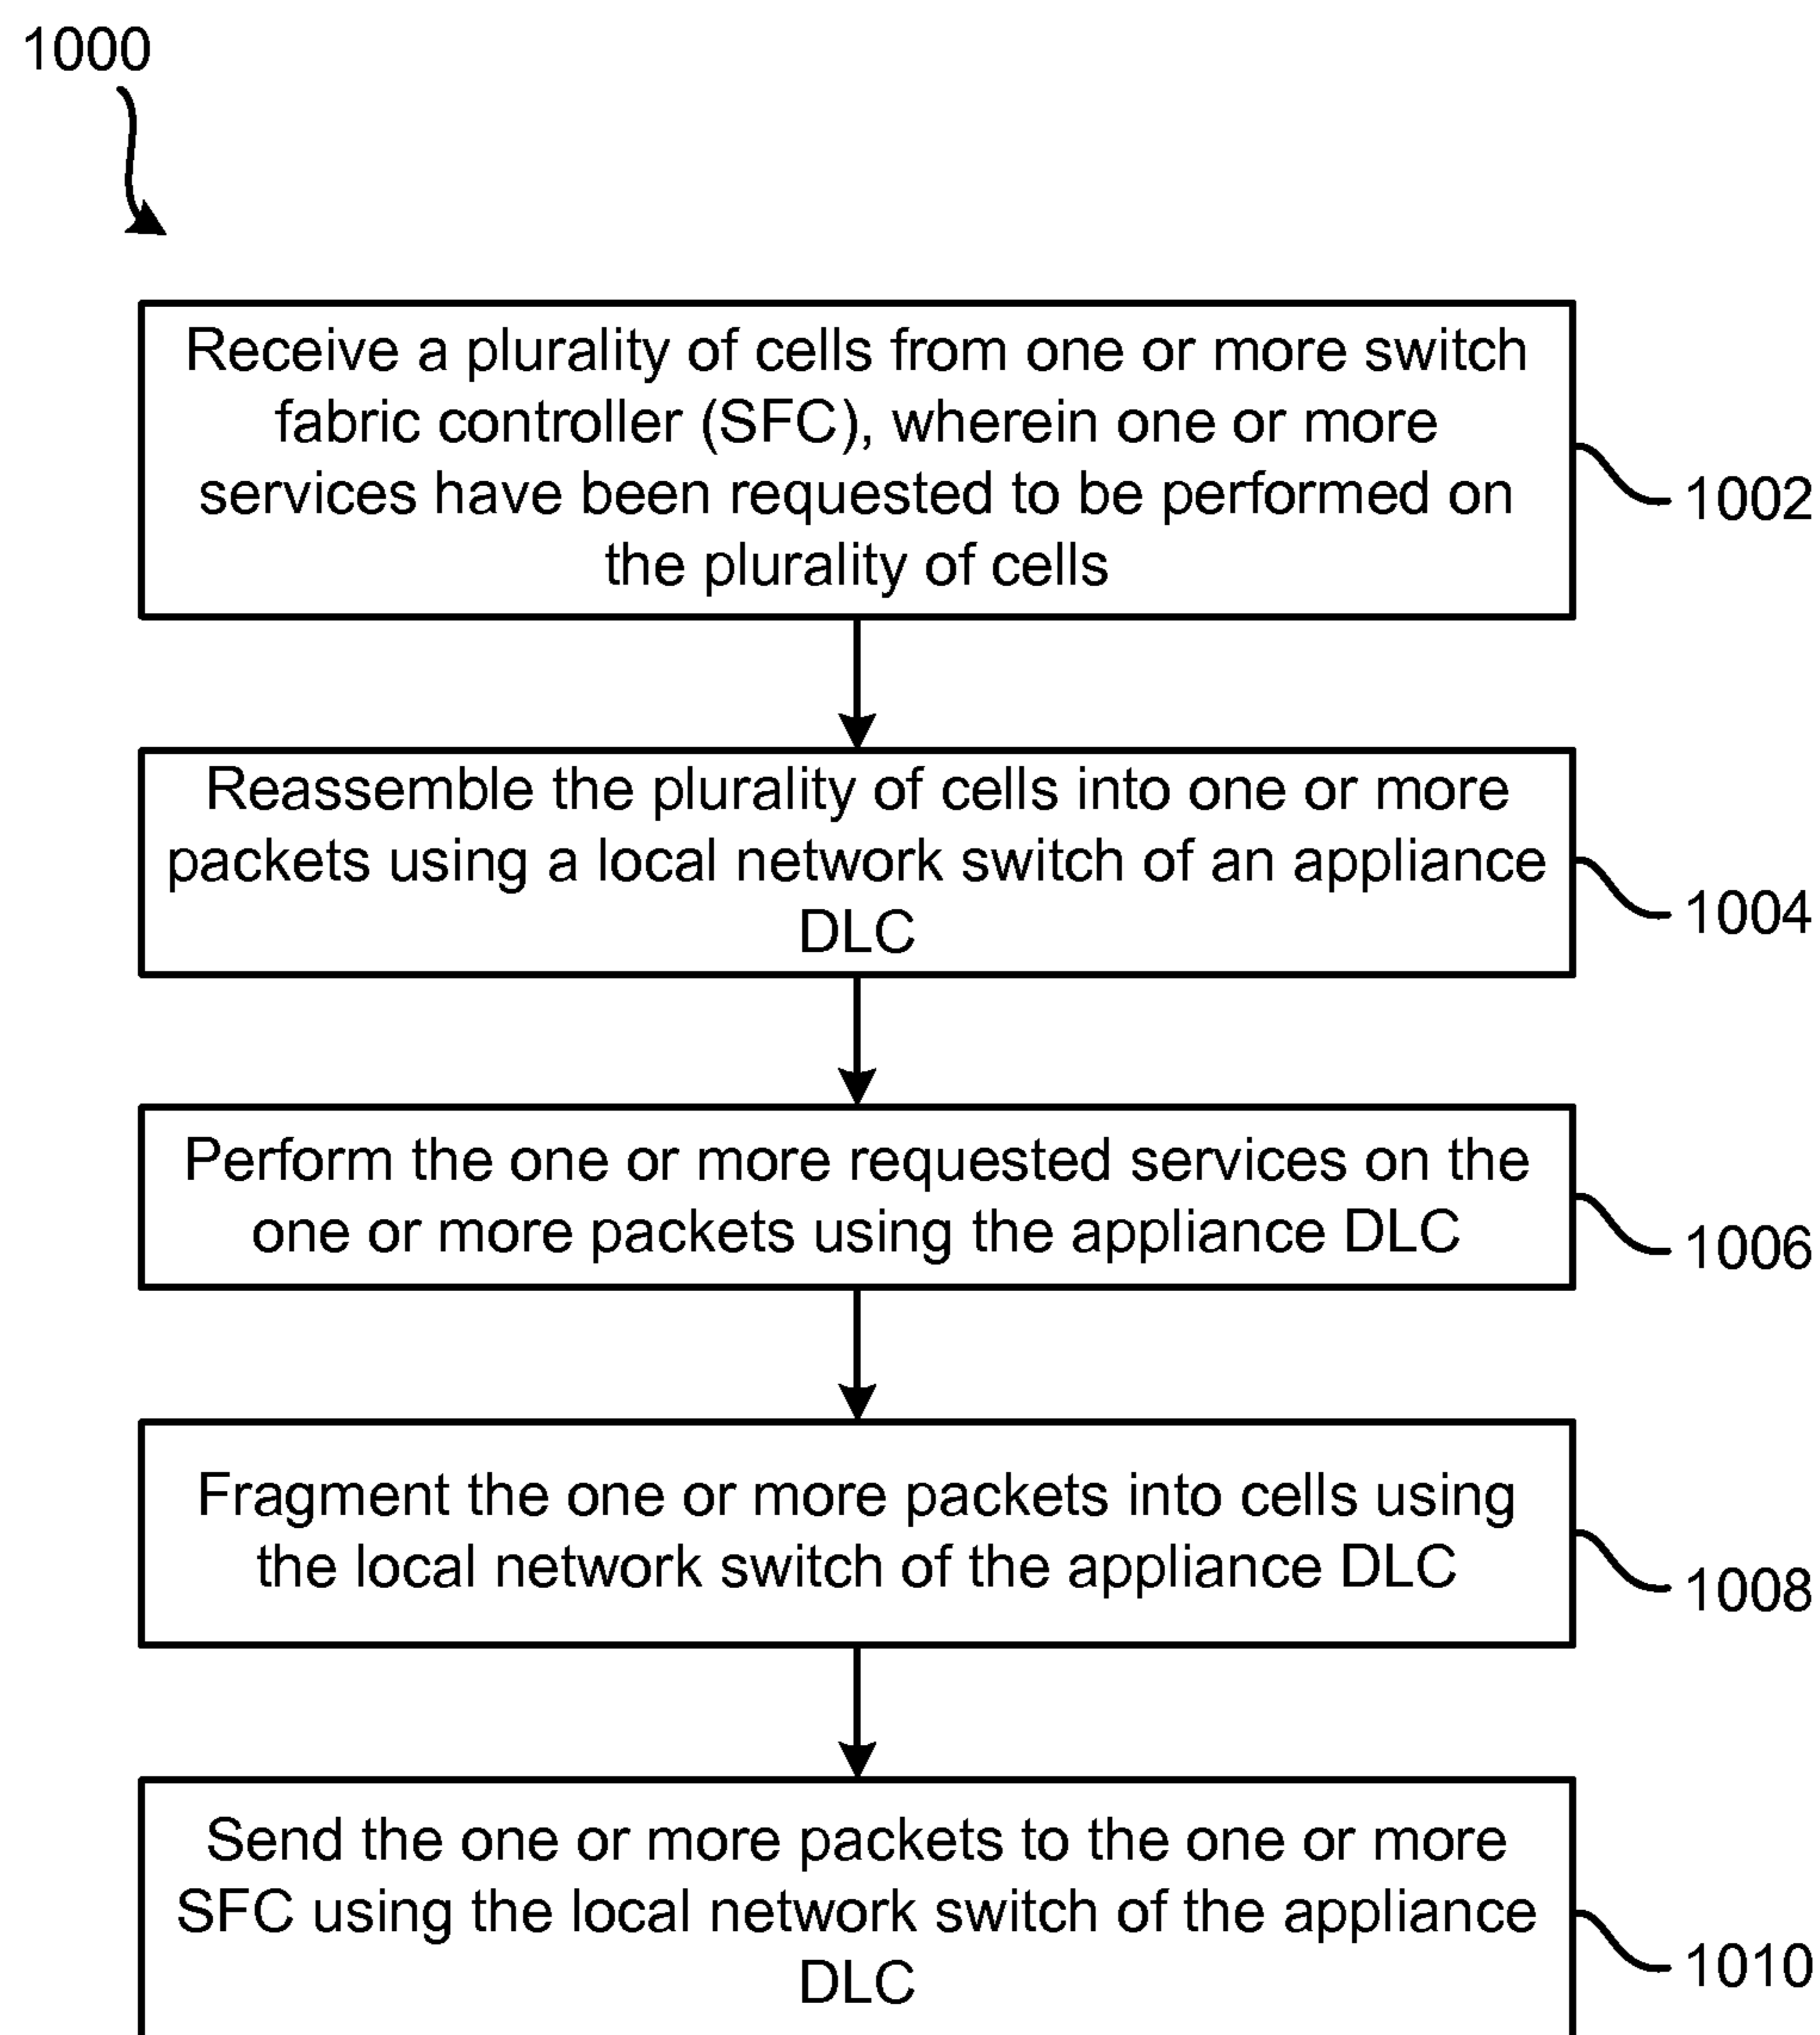 1000
Receive a plurality of cells from one or more switch
fabric controller (SFC), wherein one or more
services have been requested to be performed on
the plurality of cells
1002
Reassemble the plurality of cells into one or more
packets using a local network switch of an appliance
DLC
1004
Perform the one or more requested services on the
one or more packets using the appliance DLC
1006
Fragment the one or more packets into cells using
the local network switch of the appliance DLC
1008
Send the one or more packets to the one or more
SFC using the local network switch of the appliance
DLC
1010